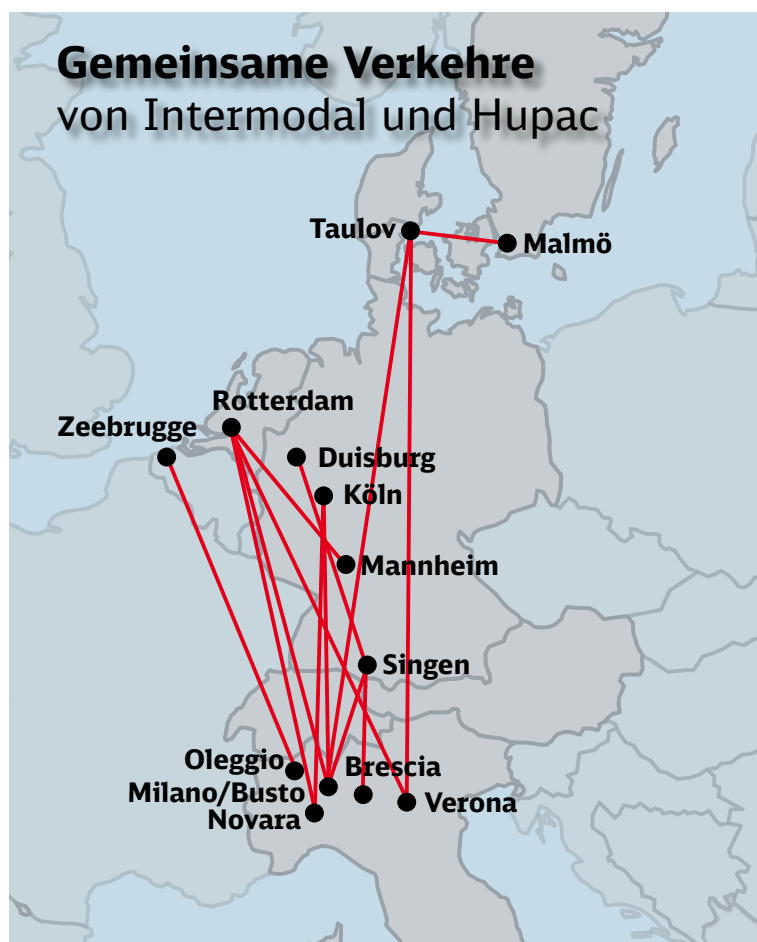 Gemeinsame Verkehre
von Intermodal und Hupac
Taulov
Malmö
Rotterdam
Zeebrugge
Duisburg
Köln
Mannheim
Singen
Oleggio
Brescia
Milano/Busto
Verona
Novara